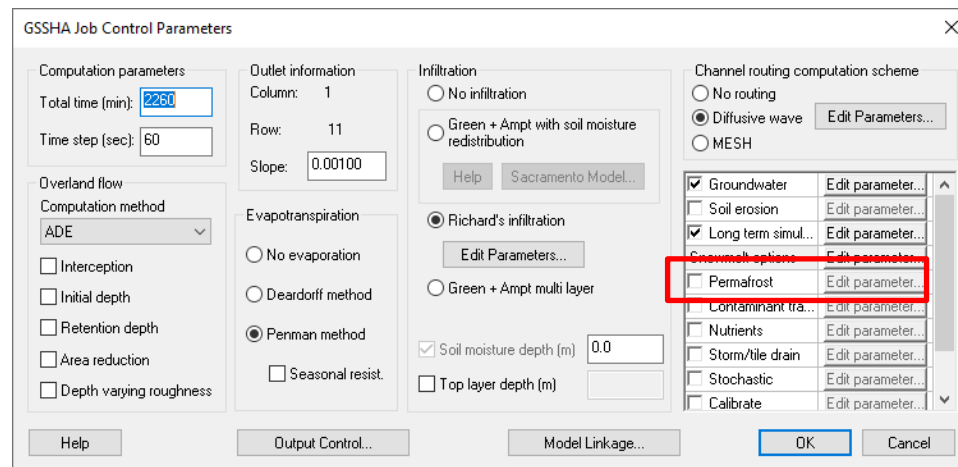 GSSHA Job Control Parameters
Computation parameters
Total time (min): 2260
Time step (sec): 60
Overland flow
Computation method
ADE
Interception
Initial depth
Retention depth
Area reduction
Depth varying roughness
Outlet information
Column: 1
Row: 11
Slope: 0.00100
Evapotranspiration
No evaporation
Deardorff method
Penman method
Seasonal resist.
Infiltration
No infiltration
Green + Ampt with soil moisture
redistribution
Help Sacramento Model...
Richard's infiltration
Edit Parameters...
Green + Ampt multi layer
Soil moisture depth (m) 0.0
Top layer depth (m)
Channel routing computation scheme
No routing
Diffusive wave Edit Parameters...
MESH
Groundwater Edit parameter...
Soil erosion Edit parameter...
Long term simul... Edit parameter...
Snowmelt options Edit parameter...
Permafrost Edit parameter...
Contaminant tra... Edit parameter...
Nutrients Edit parameter...
Storm/tile drain Edit parameter...
Stochastic Edit parameter...
Calibrate Edit parameter...
Help Output Control... Model Linkage... OK Cancel